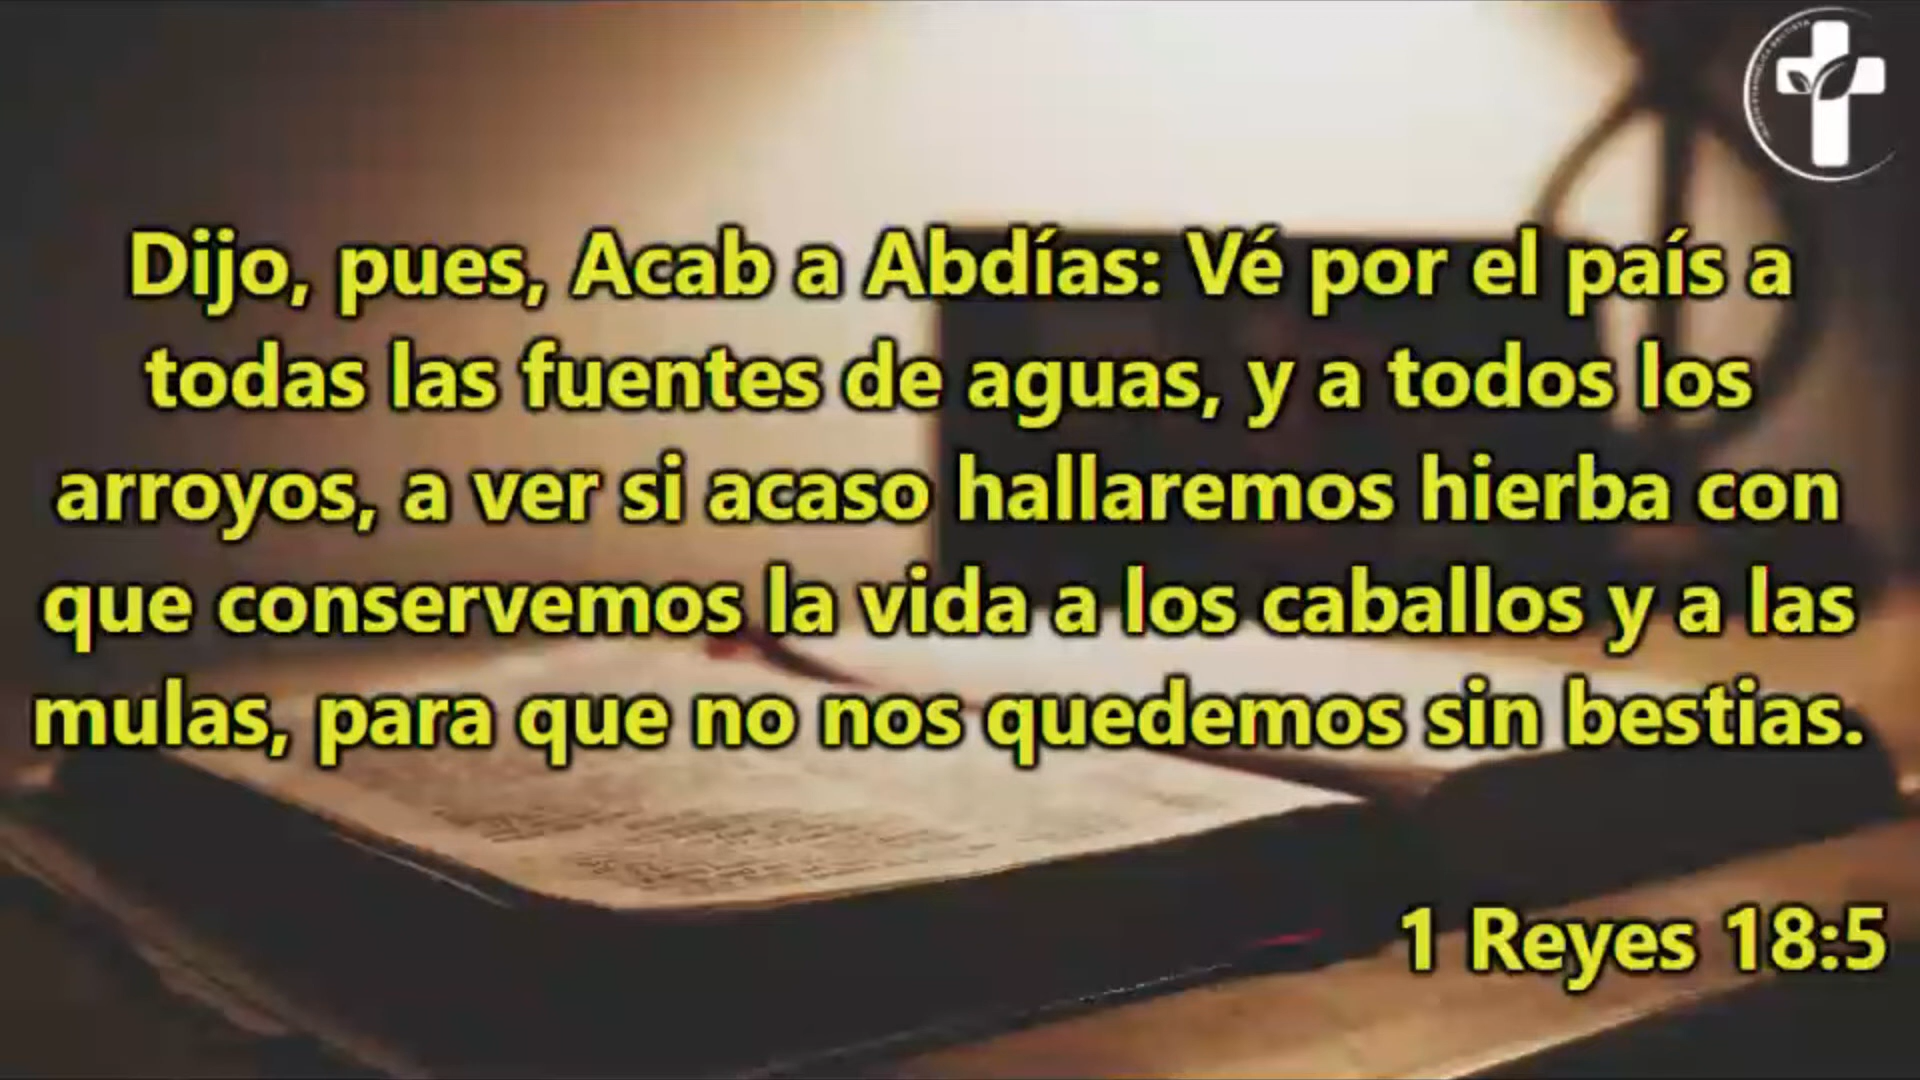 Dijo, pues, Acab a Abdías: Vé por el país a
todas las fuentes de aguas, y a todos los
arroyos, a ver si acaso hallaremos hierba con
que conservemos la vida a los caballos y a las
mulas, para que no nos quedemos sin bestias.
1 Reyes 18:5